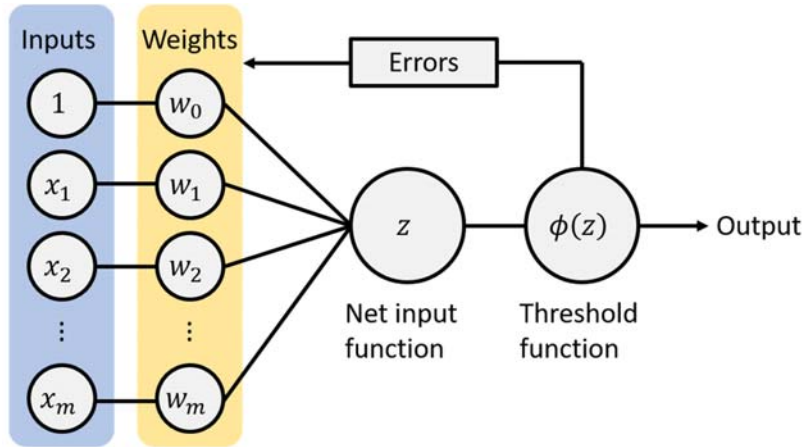 Inputs
Weights
Errors
1
w₀
x₁
w₁
x₂
w₂
⋮
⋮
xₘ
wₘ
z
ϕ(z)
Output
Net input
function
Threshold
function